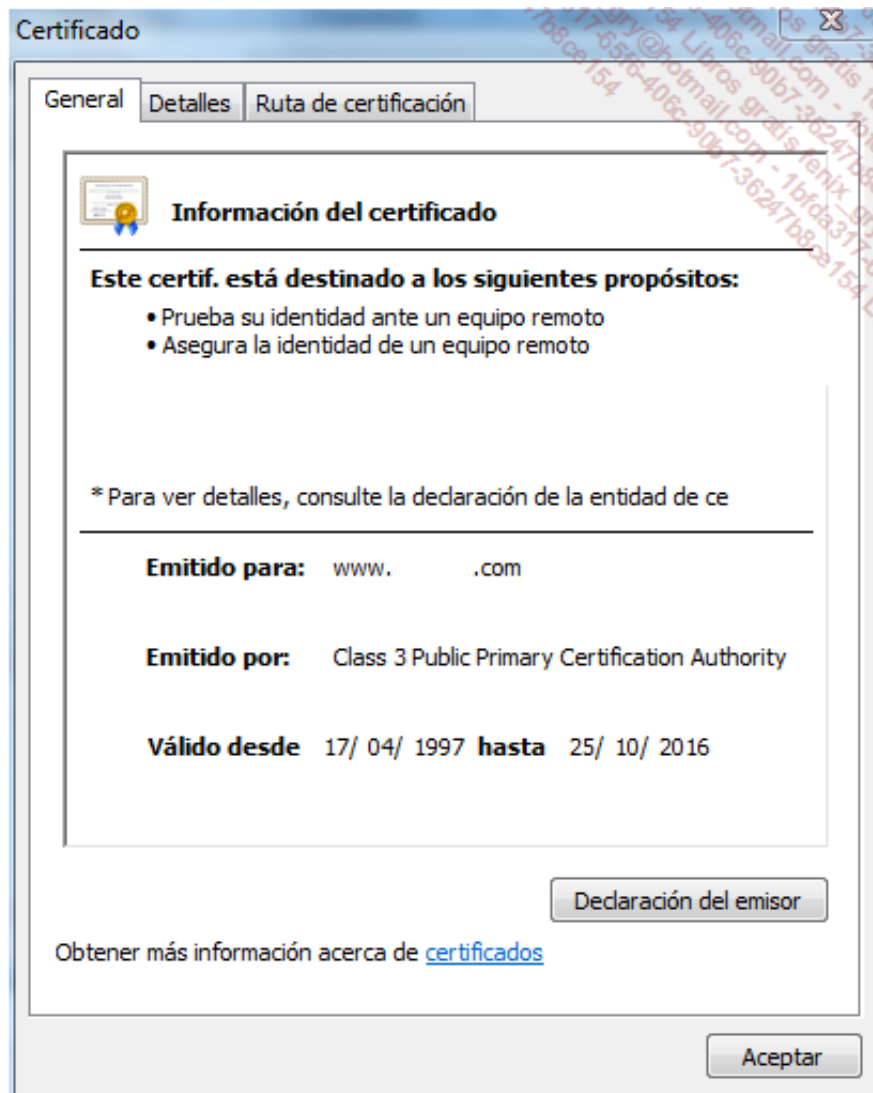 Certificado
General
Detalles
Ruta de certificación
Información del certificado
Este certif. está destinado a los siguientes propósitos:
• Prueba su identidad ante un equipo remoto
• Asegura la identidad de un equipo remoto
* Para ver detalles, consulte la declaración de la entidad de ce
Emitido para: www. .com
Emitido por: Class 3 Public Primary Certification Authority
Válido desde 17/ 04/ 1997 hasta 25/ 10/ 2016
Declaración del emisor
Obtener más información acerca de certificados
Aceptar